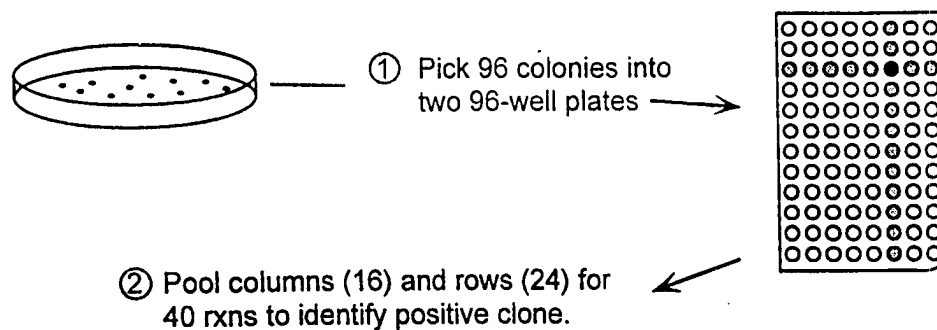 ① Pick 96 colonies into
two 96-well plates
② Pool columns (16) and rows (24) for
40 rxns to identify positive clone.